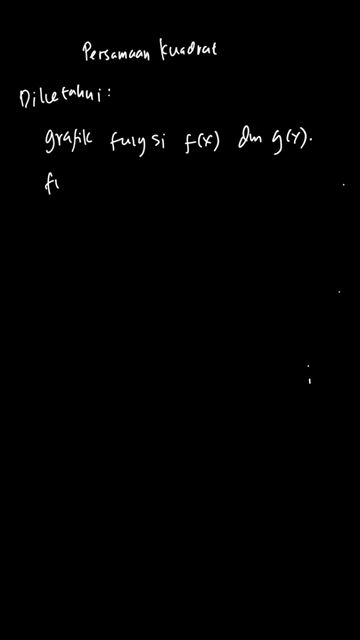 Persamaan kuadrat
Diketahui:
grafik fungsi f(x) dan g(x).
f(